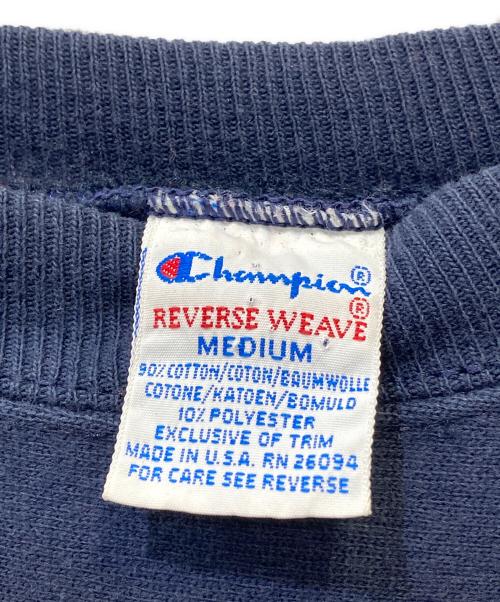 Champion®
REVERSE WEAVE®
MEDIUM
90% COTTON/COTON/BAUMWOLLE
COTONE/KATOEN/BOMULD
10% POLYESTER
EXCLUSIVE OF TRIM
MADE IN U.S.A. RN 26094
FOR CARE SEE REVERSE